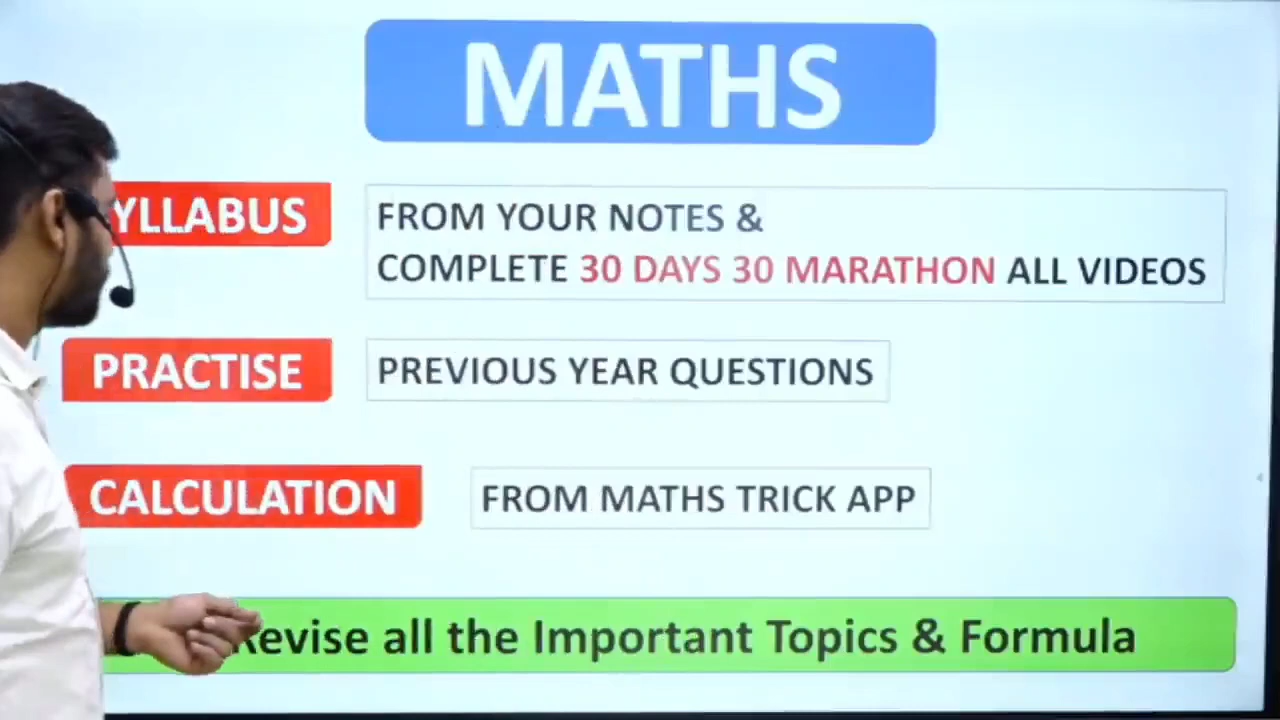 MATHS
YLLABUS
FROM YOUR NOTES &
COMPLETE 30 DAYS 30 MARATHON ALL VIDEOS
PRACTISE
PREVIOUS YEAR QUESTIONS
CALCULATION
FROM MATHS TRICK APP
Revise all the Important Topics & Formula